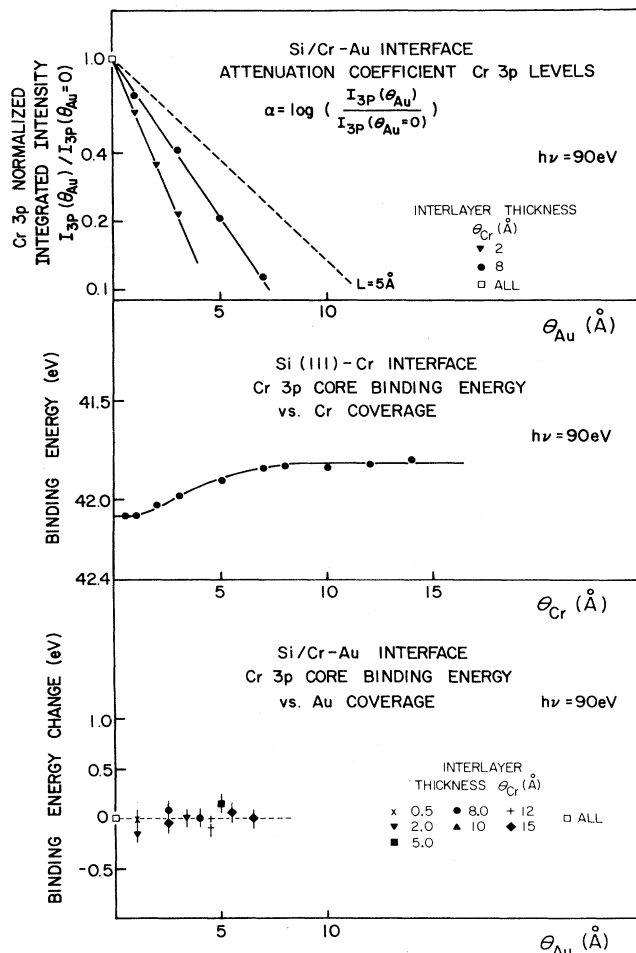 Si/Cr-Au INTERFACE
ATTENUATION COEFFICIENT Cr 3p LEVELS
α=log ( I3P(θAu) / I3P(θAu=0) )
hν=90eV
Cr 3p NORMALIZED
INTEGRATED INTENSITY
I3P(θAu)/I3P(θAu=0)
1.0
0.4
0.2
0.1
INTERLAYER THICKNESS
θCr(Å)
▼ 2
● 8
□ ALL
L=5Å
5
10
θAu (Å)
Si (111)-Cr INTERFACE
Cr 3p CORE BINDING ENERGY
vs. Cr COVERAGE
hν=90eV
BINDING ENERGY (eV)
41.5
42.0
42.4
5
10
15
θCr (Å)
Si/Cr-Au INTERFACE
Cr 3p CORE BINDING ENERGY
vs. Au COVERAGE
hν=90eV
BINDING ENERGY CHANGE (eV)
1.0
0.5
0
-0.5
INTERLAYER
THICKNESS θCr(Å)
x 0.5 ● 8.0 + 12 □ ALL
▼ 2.0 ▲ 10 ◆ 15
■ 5.0
5
10
θAu (Å)